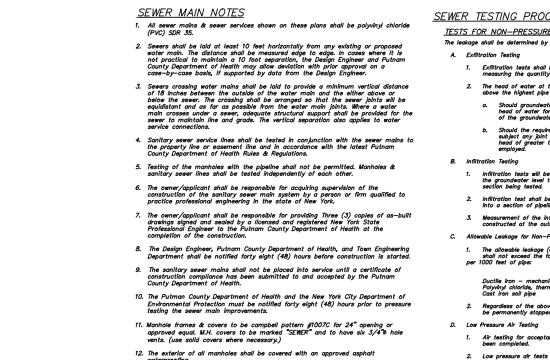 SEWER MAIN NOTES
1. All sewer mains & sewer services shown on these plans shall be polyvinyl chloride
(PVC) SDR 35.
2. Sewers shall be laid at least 10 feet horizontally from any existing or proposed
water main. The distance shall be measured edge to edge. In cases where it is
not practical to maintain a 10 foot separation, the Design Engineer and Putnam
County Department of Health may allow deviation with prior approval on a
case-by-case basis, if supported by data from the Design Engineer.
3. Sewers crossing water mains shall be laid to provide a minimum vertical distance
of 18 inches between the outside of the water main and the either above or
below the sewer. The crossing shall be arranged so that the sewer joints will be
equidistant and as far as possible from the water main joints. Where a water
main crosses under a sewer, adequate structural support shall be provided for the
sewer to maintain line and grade. The vertical separation also applies to water
service connections.
4. Sanitary sewer service lines shall be tested in conjunction with the sewer mains to
the property line or easement line and in accordance with the latest Putnam
County Department of Health Rules & Regulations.
5. Testing of the manholes with the pipeline shall not be permitted. Manholes &
sanitary sewer lines shall be tested independently of each other.
6. The owner/applicant shall be responsible for acquiring supervision of the
construction of the sanitary sewer main system by a person or firm qualified to
practice professional engineering in the state of New York.
7. The owner/applicant shall be responsible for providing Three (3) copies of as-built
drawings signed and sealed by a licensed and registered New York State
Professional Engineer to the Putnam County Department of Health at the
completion of the construction.
8. The Design Engineer, Putnam County Department of Health, and Town Engineering
Department shall be notified forty eight (48) hours before construction is started.
9. The sanitary sewer mains shall not be placed into service until a certificate of
construction compliance has been submitted to and accepted by the Putnam
County Department of Health.
10. The Putnam County Department of Health and the New York City Department of
Environmental Protection must be notified forty eight (48) hours prior to pressure
testing the sewer main improvements.
11. Manhole frames & covers to be campbell pattern #1007C for 24" opening or
approved equal. M.H. covers to be marked "SEWER" and to have six 3/4"⌀ hole
vents. (use solid covers where necessary.)
12. The exterior of all manholes shall be covered with an approved asphalt
SEWER TESTING PROC
TESTS FOR NON-PRESSURE
The leakage shall be determined by
A. Exfiltration Testing
1. Exfiltration tests shall
measuring the quantity
2. The head of water at t
above the highest pipe
a. Should groundwat
head of water for
of the groundwate
b. Should the requir
subject any joint
head of greater t
employed.
B. Infiltration Testing
1. Infiltration tests will be
the groundwater level
section being tested.
2. Infiltration test shall be
into a section of pipeli
3. Measurement of the in
constructed at the out
C. Allowable Leakage for Non-P
1. The allowable leakage (
shall not exceed the fo
per 1000 feet of pipe:
Ductile iron - mechani
Polyvinyl chloride, therm
Cast iron soil pipe
2. Regardless of the above
be permanently stopped
D. Low Pressure Air Testing
1. Air testing for accepta
been completed.
2. Low pressure air tests